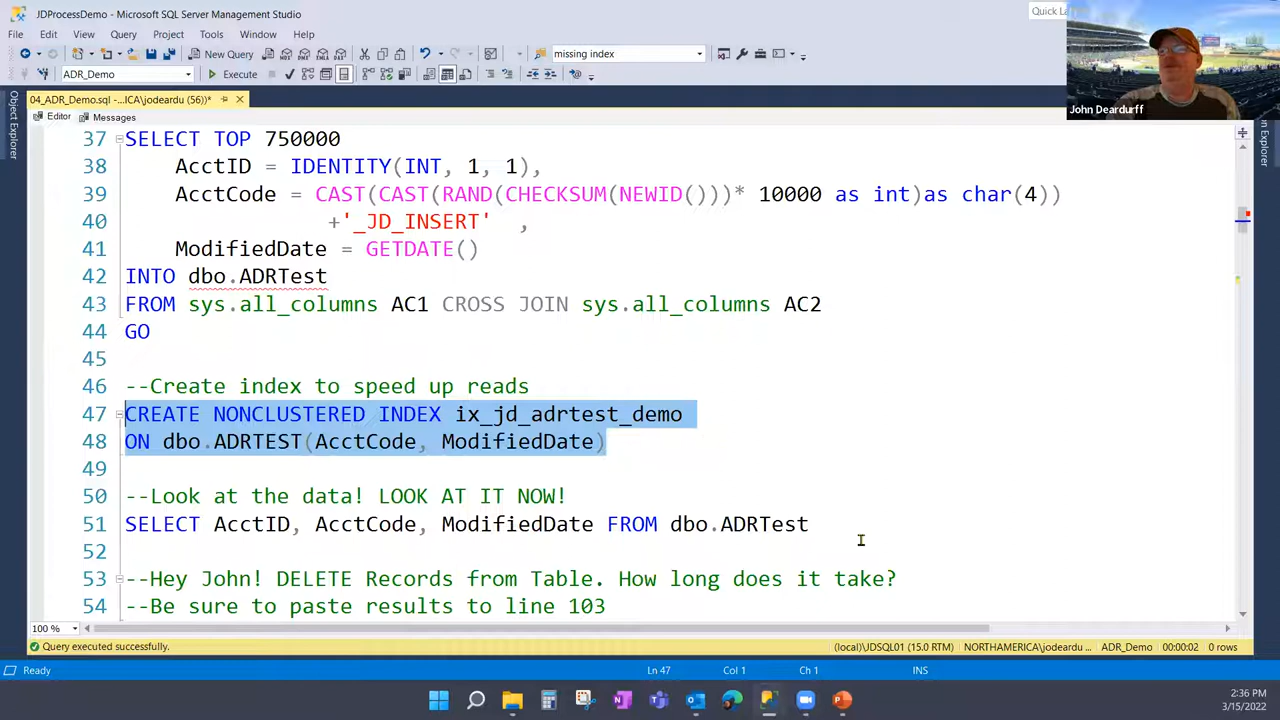 JDProcessDemo - Microsoft SQL Server Management Studio
Quick La
File Edit View Query Project Tools Window Help
New Query
missing index
ADR_Demo
Execute
04_ADR_Demo.sql -...ICA\jodeardu (56))*
John Deardurff
Object Explorer
Editor Messages
37 SELECT TOP 750000
38 AcctID = IDENTITY(INT, 1, 1),
39 AcctCode = CAST(CAST(RAND(CHECKSUM(NEWID()))* 10000 as int)as char(4))
40 +'_JD_INSERT' ,
41 ModifiedDate = GETDATE()
42 INTO dbo.ADRTest
43 FROM sys.all_columns AC1 CROSS JOIN sys.all_columns AC2
44 GO
45
46 --Create index to speed up reads
47 CREATE NONCLUSTERED INDEX ix_jd_adrtest_demo
48 ON dbo.ADRTEST(AcctCode, ModifiedDate)
49
50 --Look at the data! LOOK AT IT NOW!
51 SELECT AcctID, AcctCode, ModifiedDate FROM dbo.ADRTest
52
53 --Hey John! DELETE Records from Table. How long does it take?
54 --Be sure to paste results to line 103
100 %
Query executed successfully. (local)\JDSQL01 (15.0 RTM) NORTHAMERICA\jodeardu ... ADR_Demo 00:00:02 0 rows
Ready Ln 47 Col 1 Ch 1 INS
2:36 PM
3/15/2022